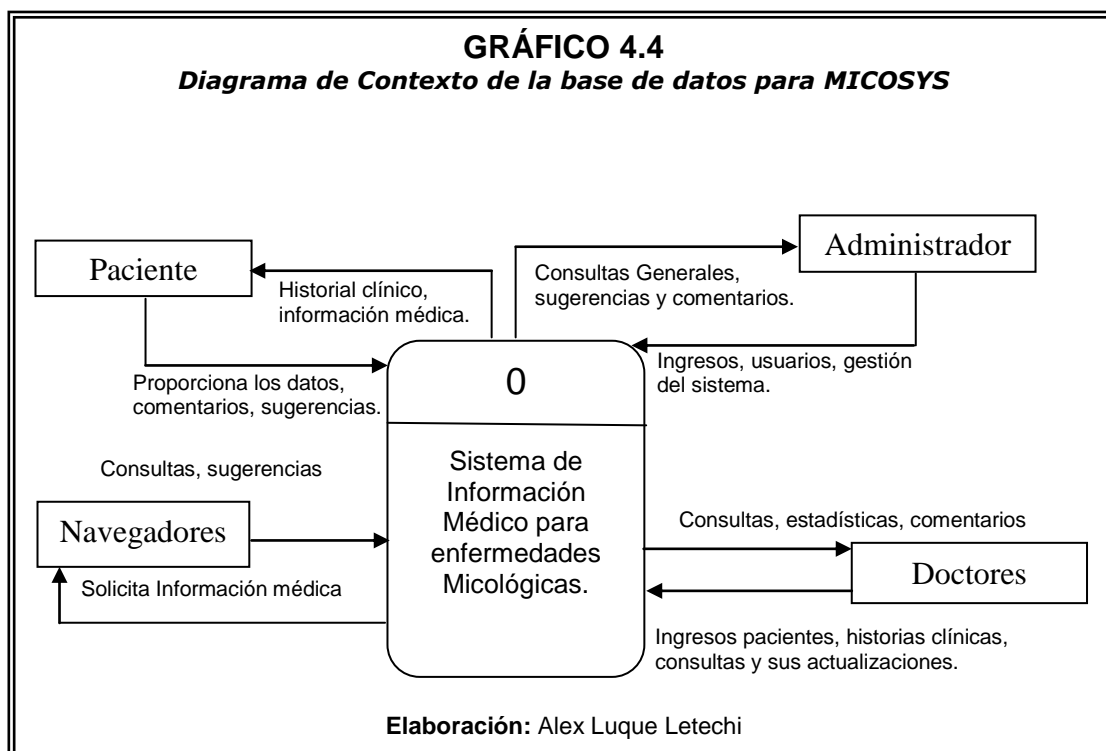 GRÁFICO 4.4
Diagrama de Contexto de la base de datos para MICOSYS
Paciente
Administrador
Historial clínico,
información médica.
Consultas Generales,
sugerencias y comentarios.
Proporciona los datos,
comentarios, sugerencias.
Ingresos, usuarios, gestión
del sistema.
0
Sistema de
Información
Médico para
enfermedades
Micológicas.
Consultas, sugerencias
Navegadores
Solicita Información médica
Consultas, estadísticas, comentarios
Doctores
Ingresos pacientes, historias clínicas,
consultas y sus actualizaciones.
Elaboración: Alex Luque Letechi